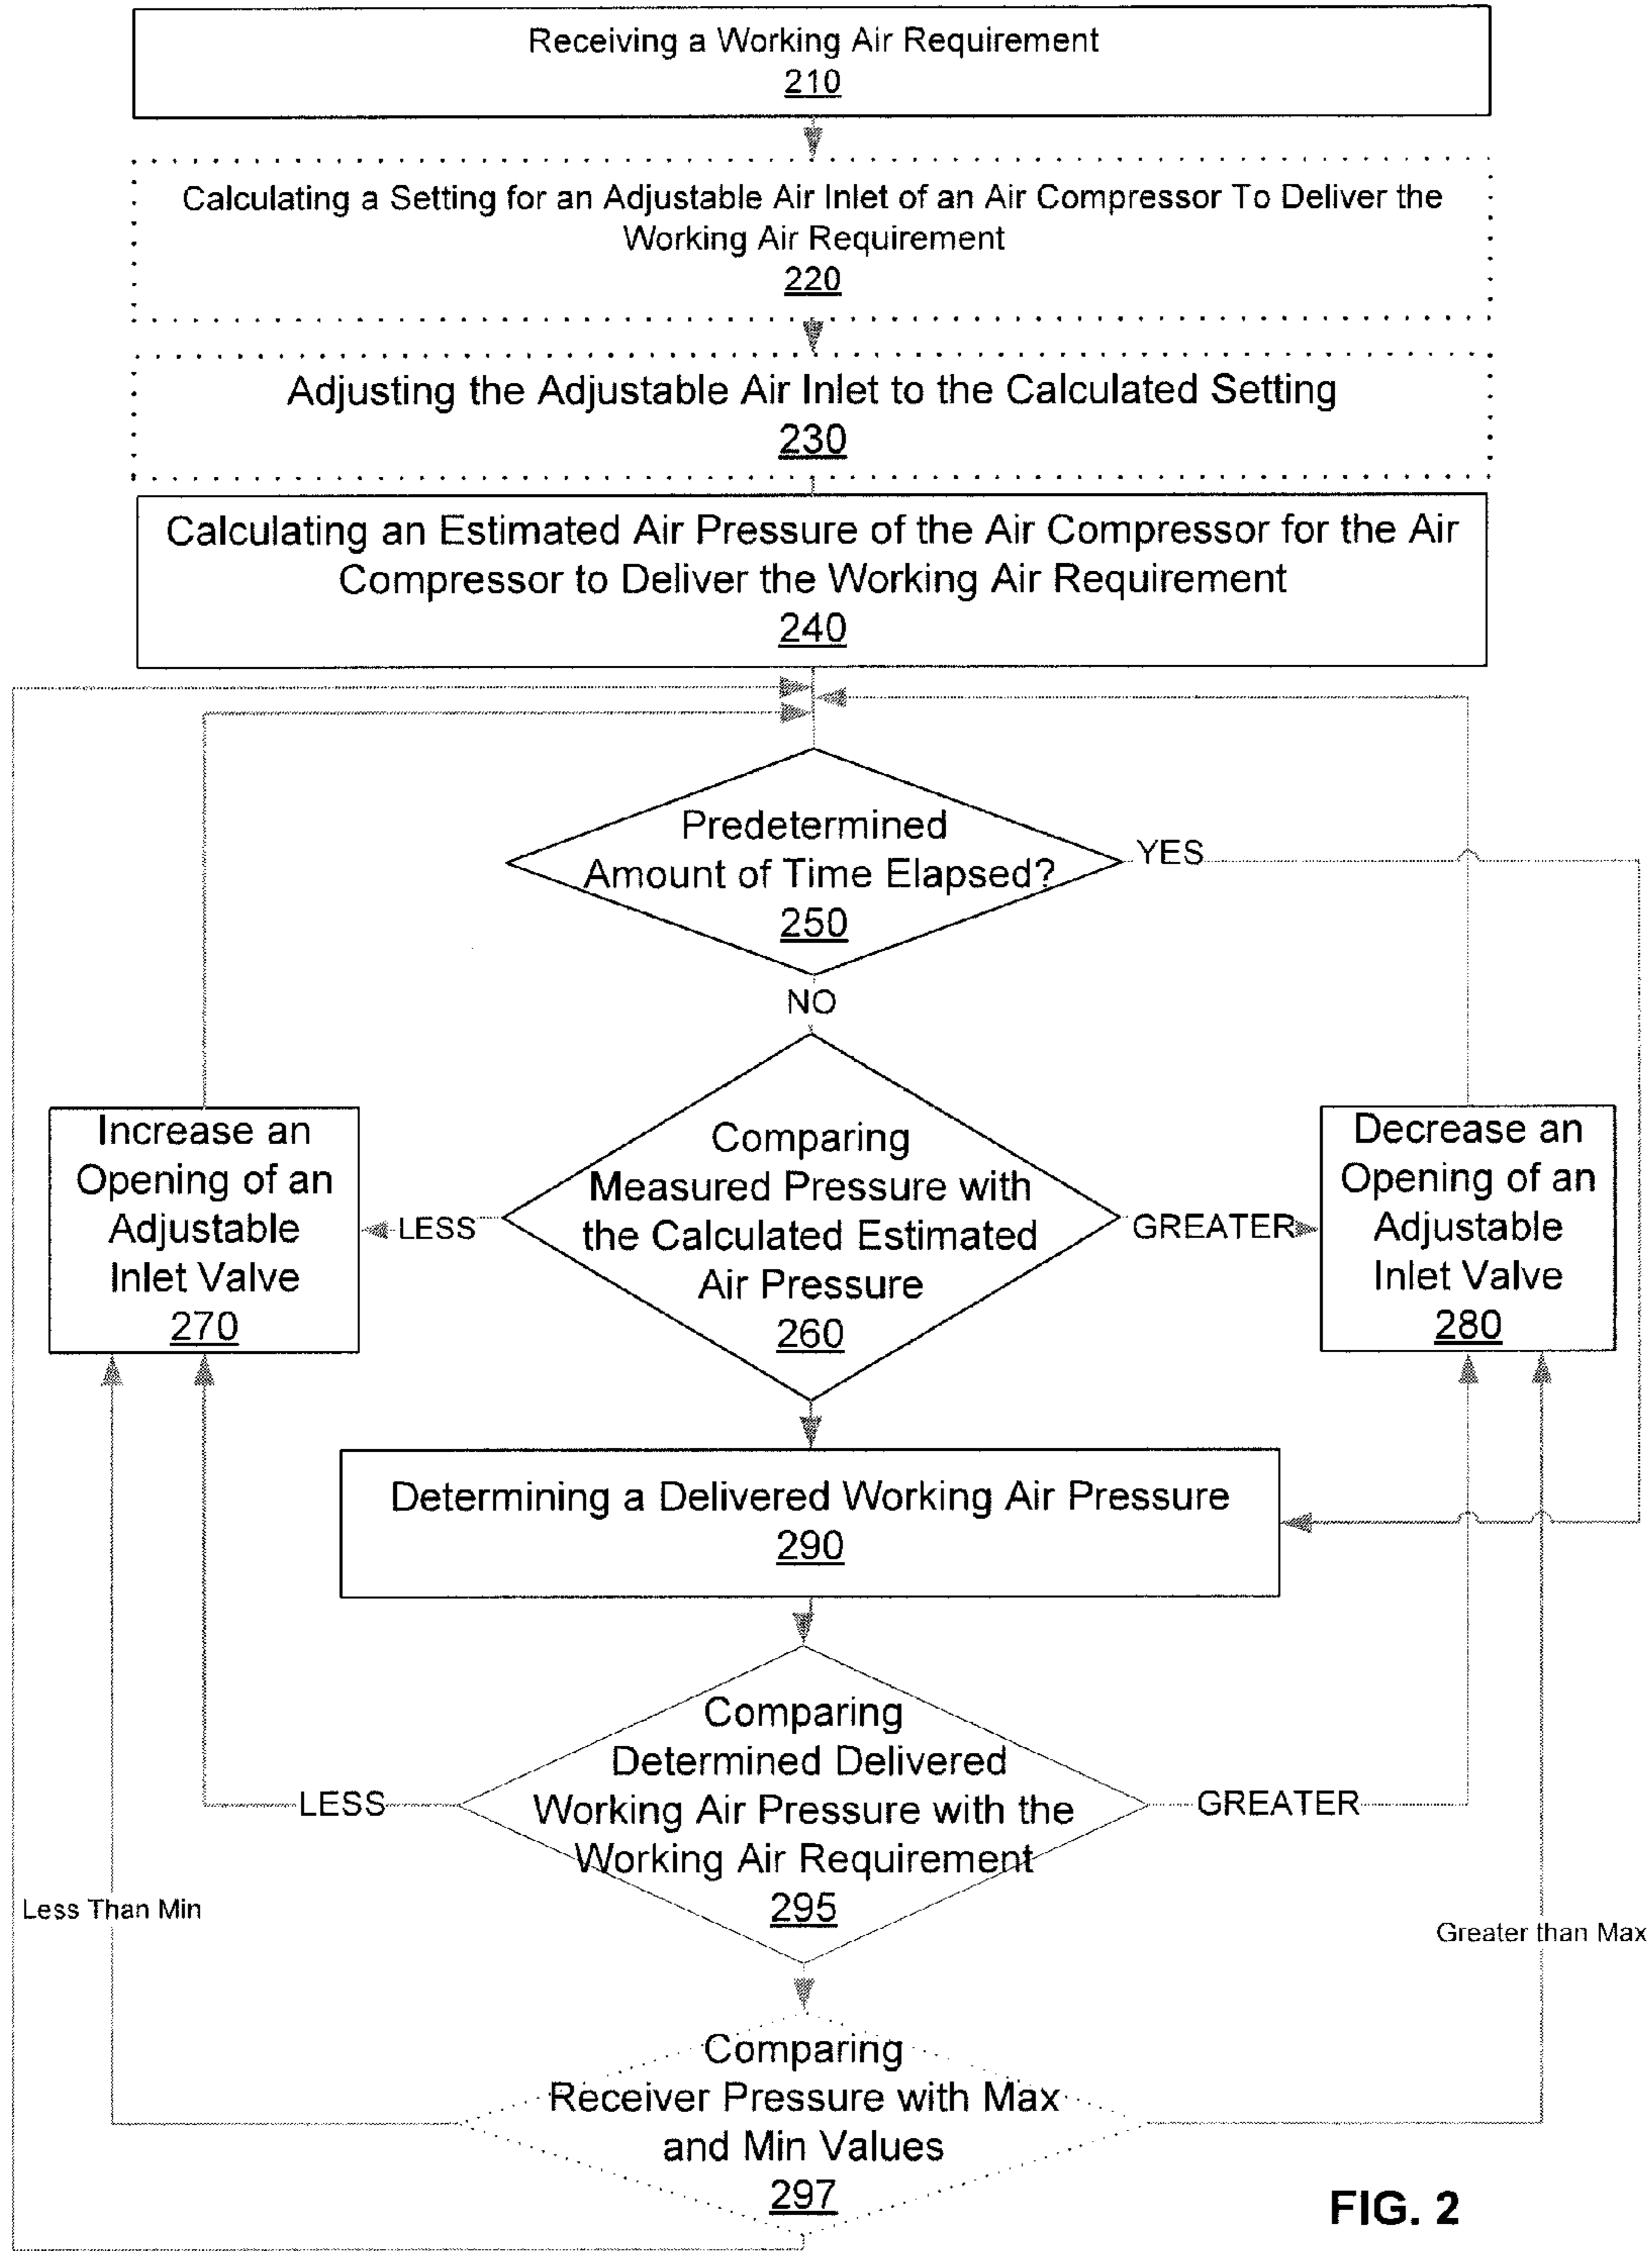 Receiving a Working Air Requirement
210
Calculating a Setting for an Adjustable Air Inlet of an Air Compressor To Deliver the
Working Air Requirement
220
Adjusting the Adjustable Air Inlet to the Calculated Setting
230
Calculating an Estimated Air Pressure of the Air Compressor for the Air
Compressor to Deliver the Working Air Requirement
240
Predetermined
Amount of Time Elapsed?
250
YES
NO
Increase an
Opening of an
Adjustable
Inlet Valve
270
LESS
Comparing
Measured Pressure with
the Calculated Estimated
Air Pressure
260
GREATER
Decrease an
Opening of an
Adjustable
Inlet Valve
280
Determining a Delivered Working Air Pressure
290
LESS
Comparing
Determined Delivered
Working Air Pressure with the
Working Air Requirement
295
GREATER
Less Than Min
Greater than Max
Comparing
Receiver Pressure with Max
and Min Values
297
FIG. 2